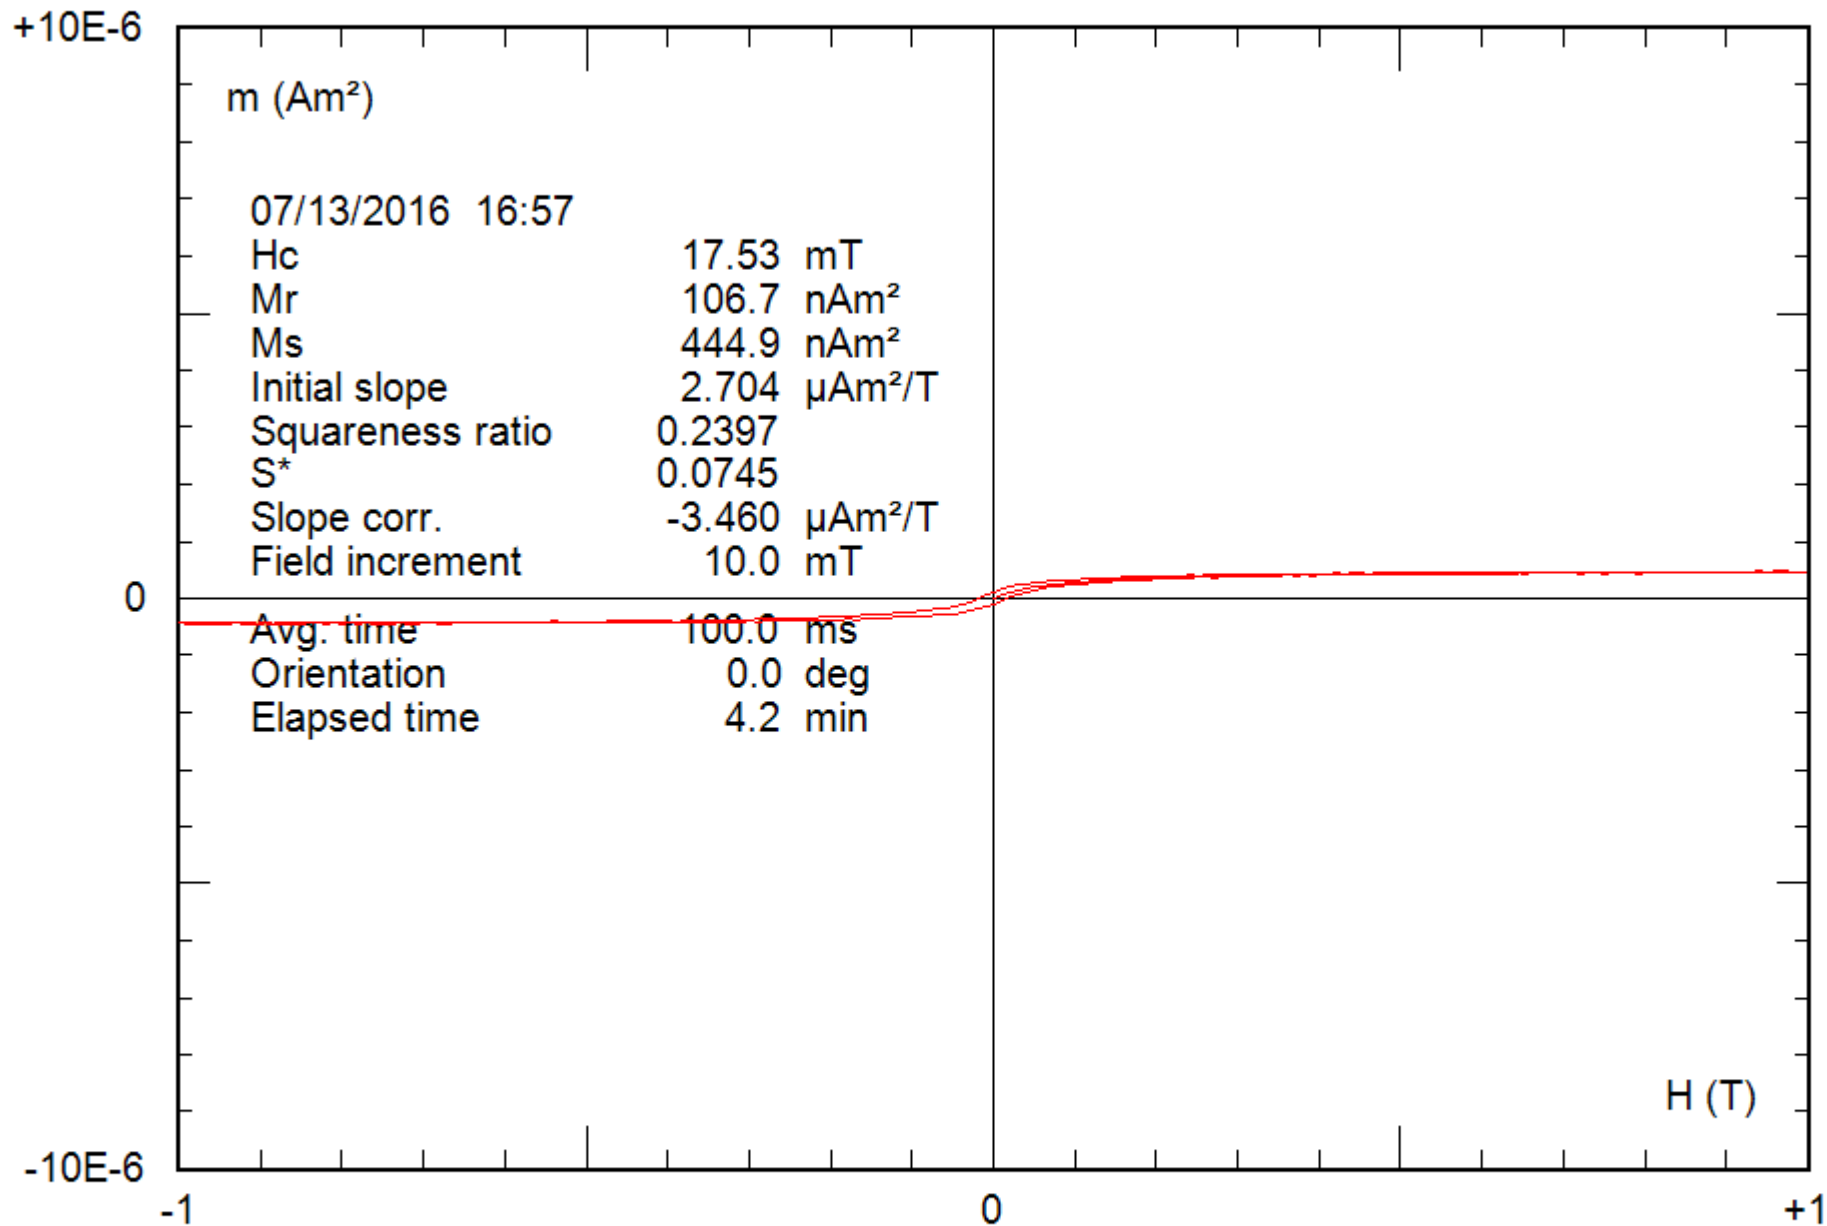 +10E-6
m (Am²)
07/13/2016 16:57
Hc 17.53 mT
Mr 106.7 nAm²
Ms 444.9 nAm²
Initial slope 2.704 µAm²/T
Squareness ratio 0.2397
S* 0.0745
Slope corr. -3.460 µAm²/T
Field increment 10.0 mT
0
Avg. time 100.0 ms
Orientation 0.0 deg
Elapsed time 4.2 min
H (T)
-10E-6
-1 0 +1